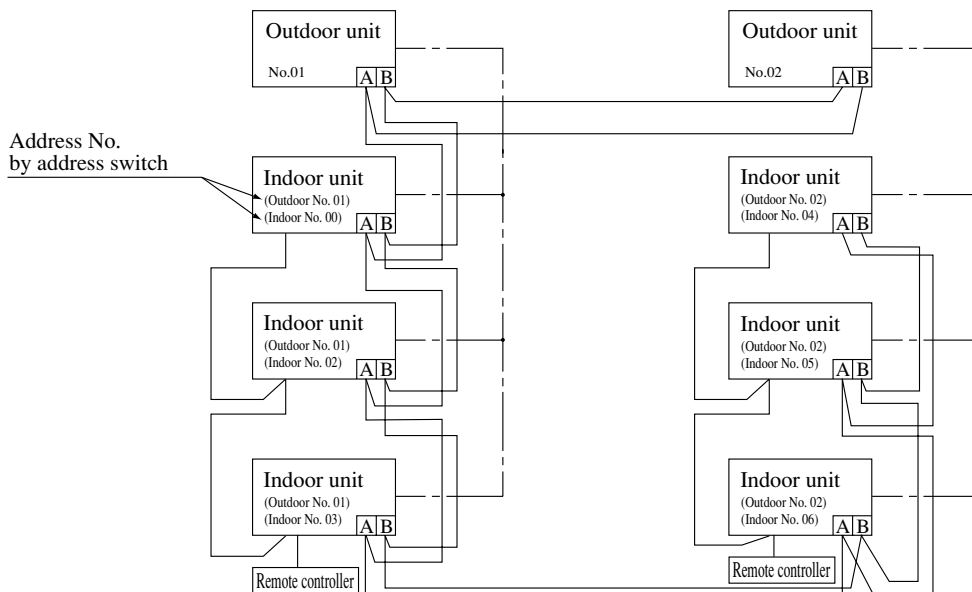 Outdoor unit
No.01
A B
Outdoor unit
No.02
A B
Address No.
by address switch
Indoor unit
(Outdoor No. 01)
(Indoor No. 00)
A B
Indoor unit
(Outdoor No. 02)
(Indoor No. 04)
A B
Indoor unit
(Outdoor No. 01)
(Indoor No. 02)
A B
Indoor unit
(Outdoor No. 02)
(Indoor No. 05)
A B
Indoor unit
(Outdoor No. 01)
(Indoor No. 03)
A B
Indoor unit
(Outdoor No. 02)
(Indoor No. 06)
A B
Remote controller
Remote controller